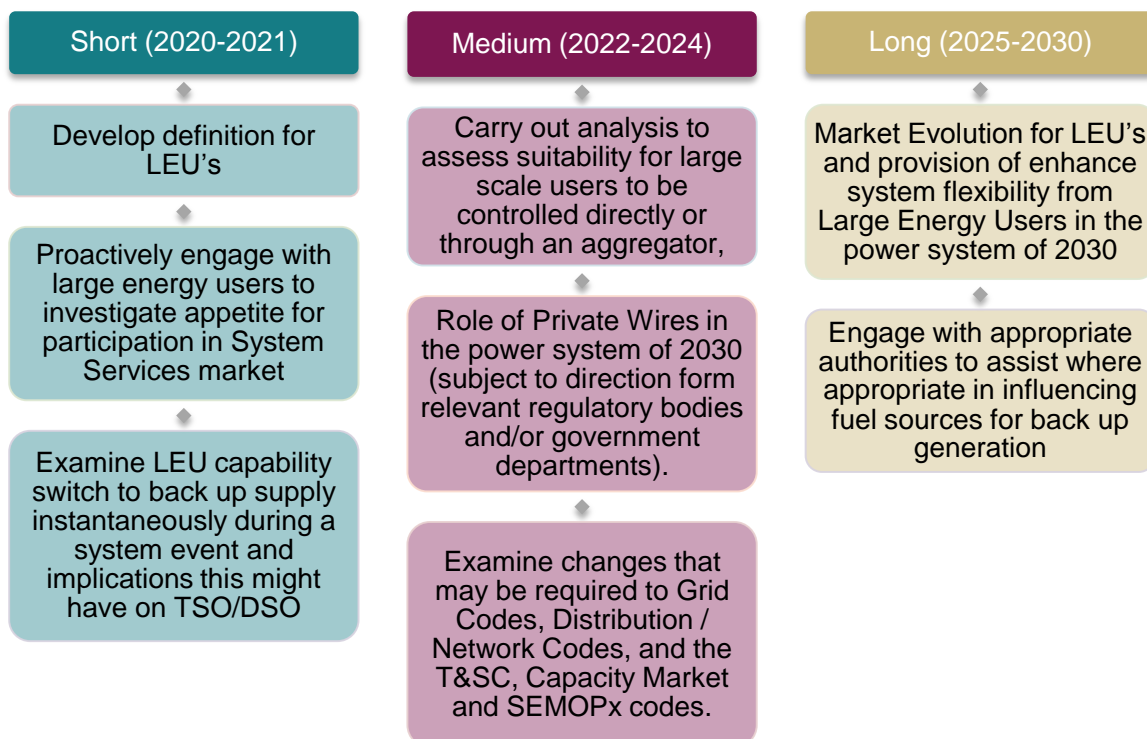 Short (2020-2021)
Develop definition for
LEU's
Proactively engage with
large energy users to
investigate appetite for
participation in System
Services market
Examine LEU capability
switch to back up supply
instantaneously during a
system event and
implications this might
have on TSO/DSO
Medium (2022-2024)
Carry out analysis to
assess suitability for large
scale users to be
controlled directly or
through an aggregator,
Role of Private Wires in
the power system of 2030
(subject to direction form
relevant regulatory bodies
and/or government
departments).
Examine changes that
may be required to Grid
Codes, Distribution /
Network Codes, and the
T&SC, Capacity Market
and SEMOPx codes.
Long (2025-2030)
Market Evolution for LEU's
and provision of enhance
system flexibility from
Large Energy Users in the
power system of 2030
Engage with appropriate
authorities to assist where
appropriate in influencing
fuel sources for back up
generation